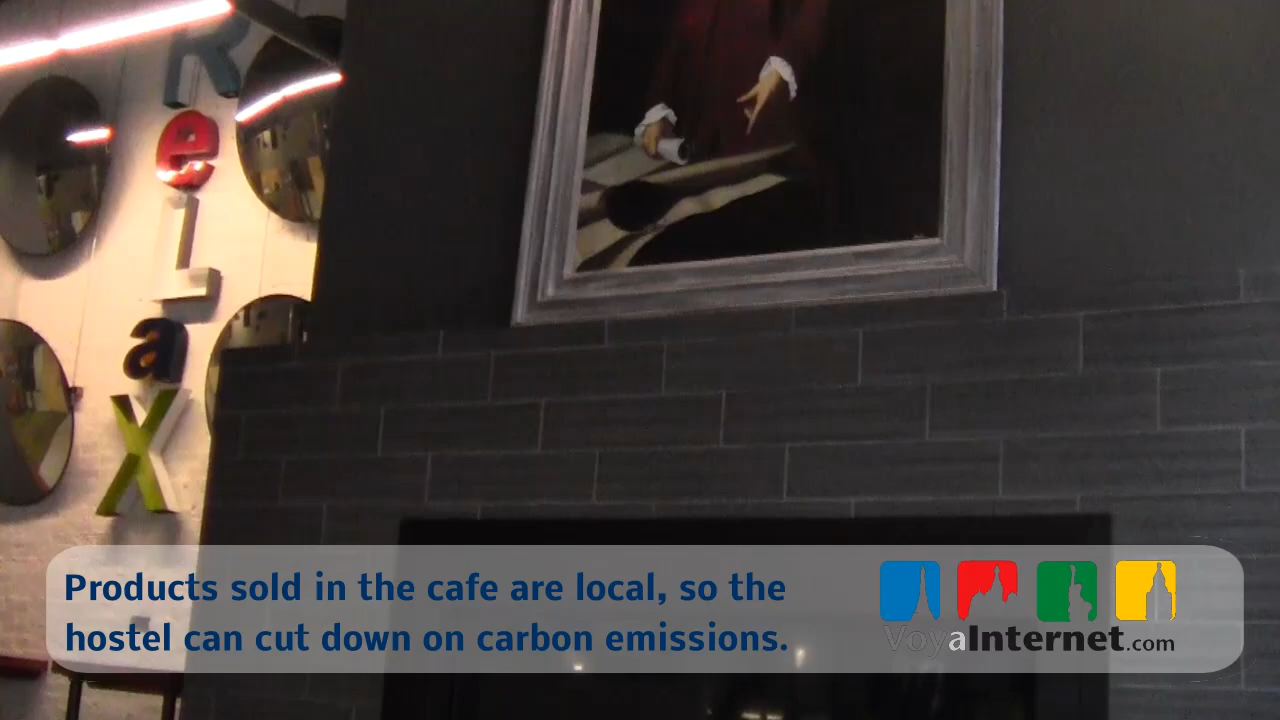 R
e
L
a
X
Products sold in the cafe are local, so the
hostel can cut down on carbon emissions.
VoyaInternet.com